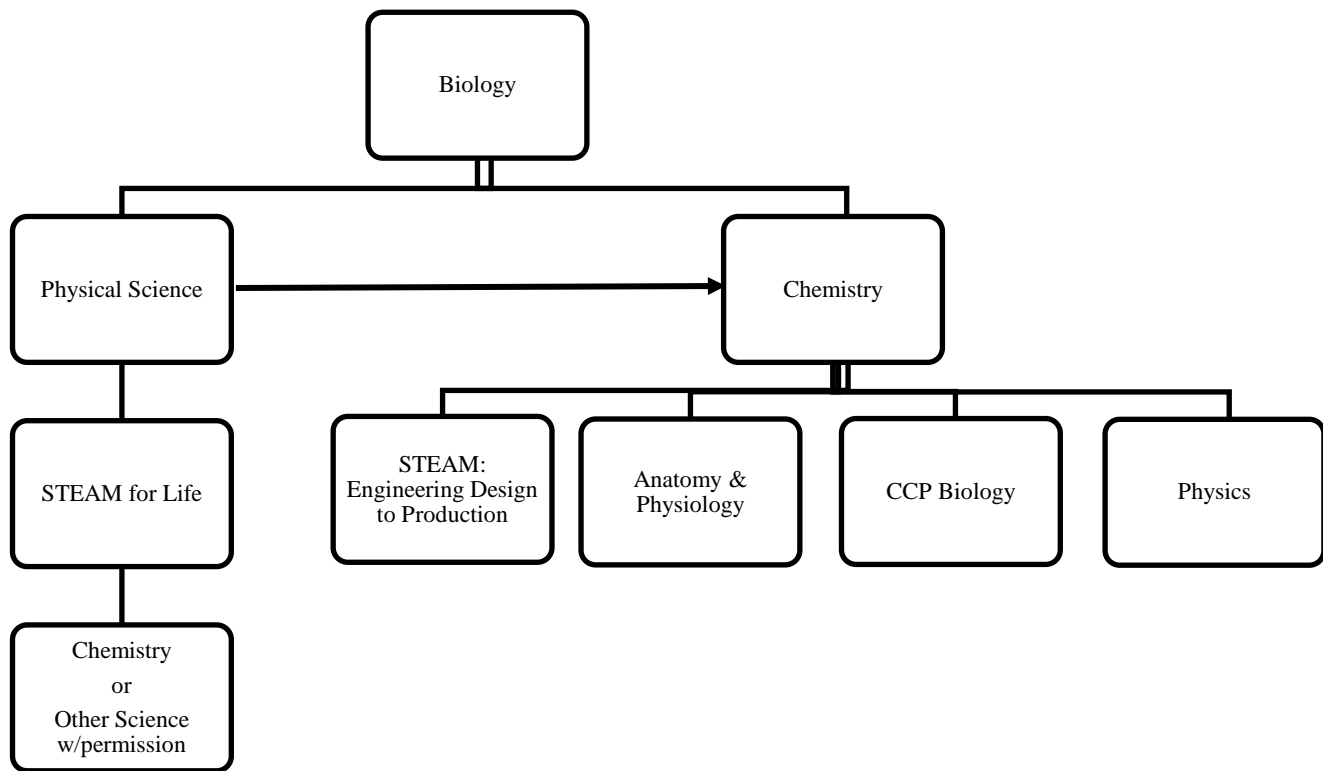 Biology
Physical Science
Chemistry
STEAM for Life
STEAM:
Engineering Design
to Production
Anatomy &
Physiology
CCP Biology
Physics
Chemistry
or
Other Science
w/permission